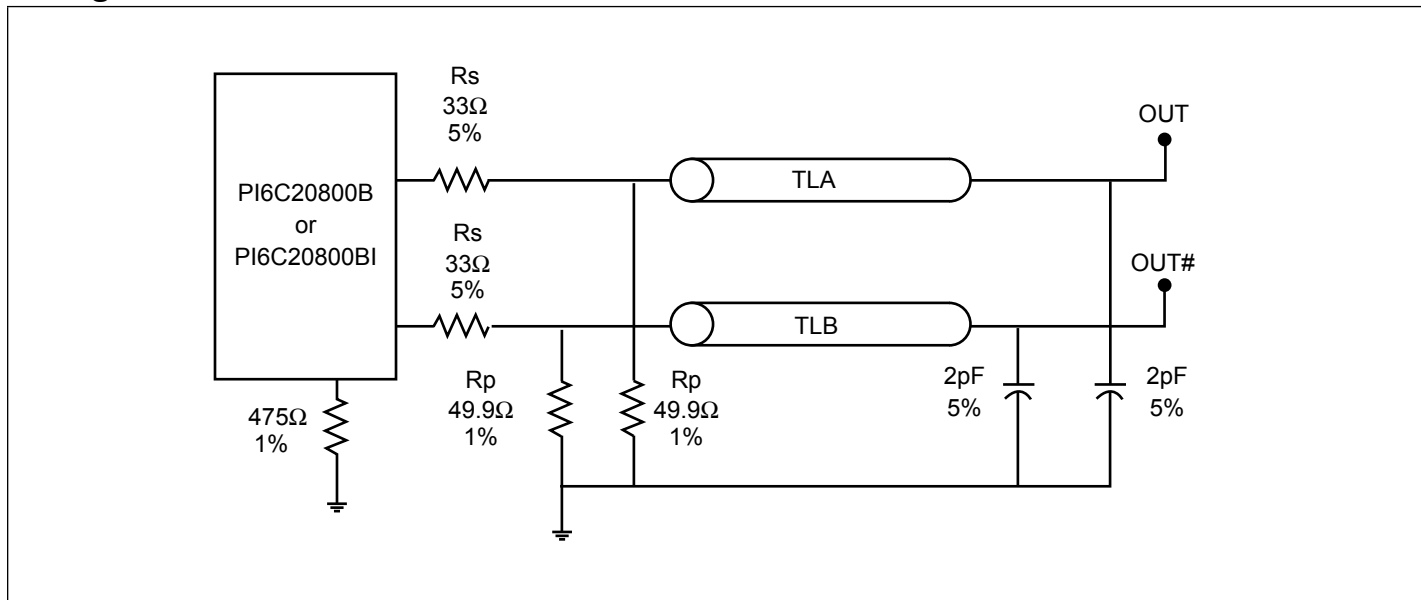 Rs
33Ω
5%
OUT
TLA
PI6C20800B
or
PI6C20800BI
Rs
33Ω
5%
OUT#
TLB
475Ω
1%
Rp
49.9Ω
1%
Rp
49.9Ω
1%
2pF
5%
2pF
5%